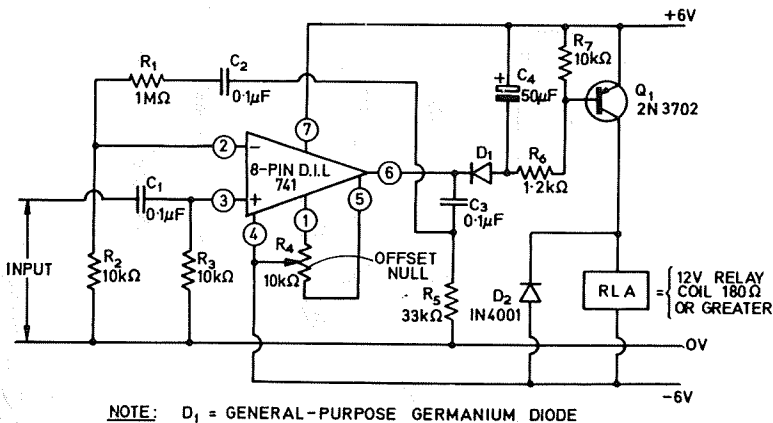 +6V
R1
1MΩ
C2
0·1µF
R7
10kΩ
+
C4
50µF
Q1
2N 3702
7
2
−
8-PIN D.I.L
741
6
D1
R6
1·2kΩ
C1
0·1µF
3
+
5
C3
0·1µF
4
1
INPUT
R2
10kΩ
R3
10kΩ
R4
10kΩ
OFFSET
NULL
R5
33kΩ
D2
IN4001
RLA
=
12V RELAY
COIL 180Ω
OR GREATER
0V
-6V
NOTE: D1 = GENERAL-PURPOSE GERMANIUM DIODE